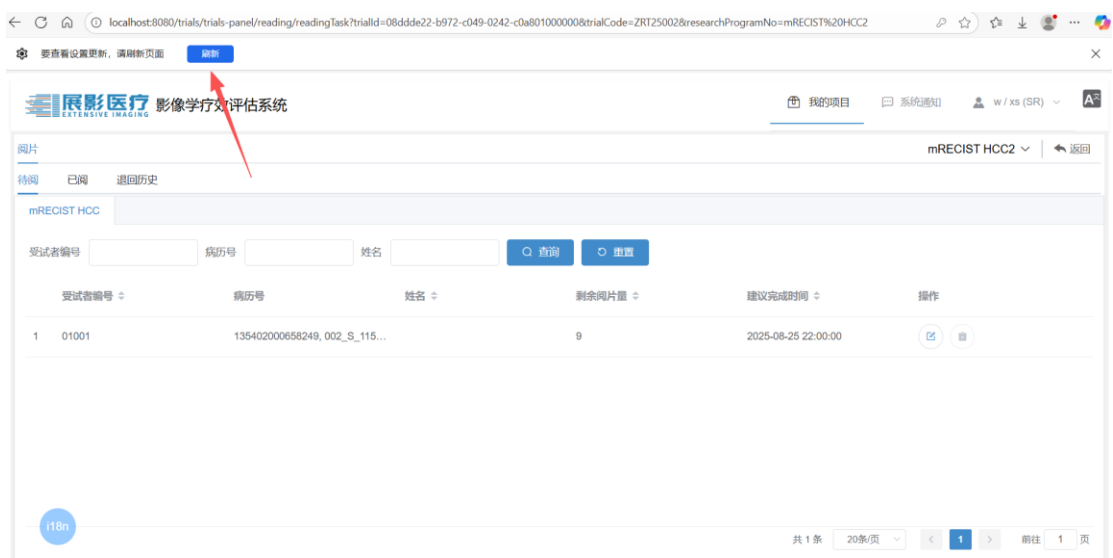 localhost:8080/trials/trials-panel/reading/readingTask?trialId=08ddde22-b972-c049-0242-c0a801000000&trialCode=ZRT25002&researchProgramNo=mRECIST%20HCC2
要查看设置更新，请刷新页面 刷新
展影医疗 EXTENSIVE IMAGING 影像学疗效评估系统 我的项目 系统通知 w / xs (SR)
阅片 mRECIST HCC2 返回
待阅 已阅 退回历史
mRECIST HCC
受试者编号 病历号 姓名 查询 重置
受试者编号 病历号 姓名 剩余阅片量 建议完成时间 操作
1 01001 135402000658249, 002_S_115... 9 2025-08-25 22:00:00
i18n
共 1 条 20条/页 1 前往 1 页